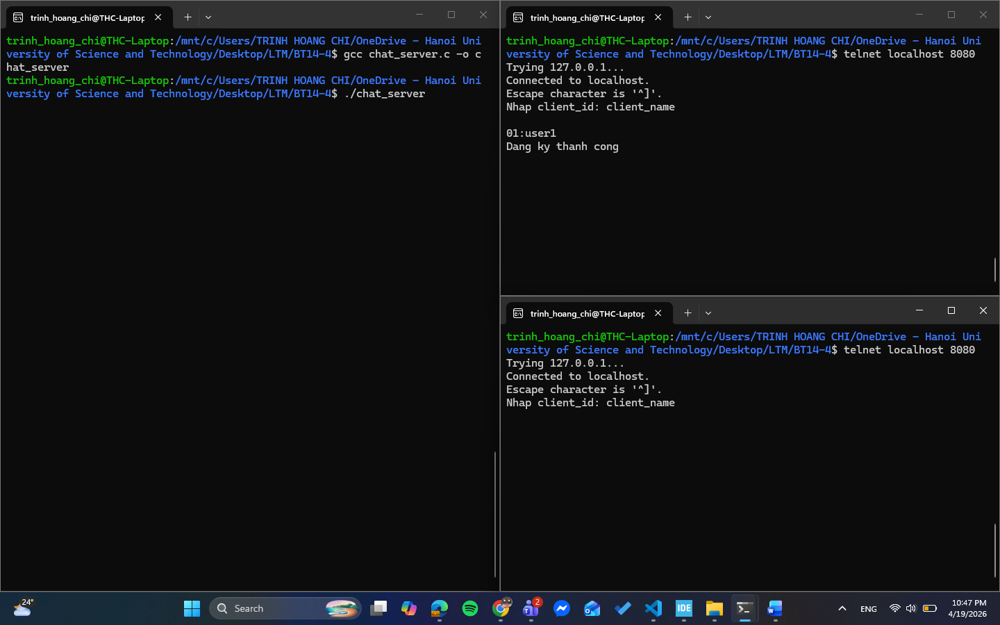 trinh_hoang_chi@THC-Laptop
trinh_hoang_chi@THC-Laptop:/mnt/c/Users/TRINH HOANG CHI/OneDrive - Hanoi Uni
versity of Science and Technology/Desktop/LTM/BT14-4$ gcc chat_server.c -o c
hat_server
trinh_hoang_chi@THC-Laptop:/mnt/c/Users/TRINH HOANG CHI/OneDrive - Hanoi Uni
versity of Science and Technology/Desktop/LTM/BT14-4$ ./chat_server
trinh_hoang_chi@THC-Laptop
trinh_hoang_chi@THC-Laptop:/mnt/c/Users/TRINH HOANG CHI/OneDrive - Hanoi Uni
versity of Science and Technology/Desktop/LTM/BT14-4$ telnet localhost 8080
Trying 127.0.0.1...
Connected to localhost.
Escape character is '^]'.
Nhap client_id: client_name
01:user1
Dang ky thanh cong
trinh_hoang_chi@THC-Laptop
trinh_hoang_chi@THC-Laptop:/mnt/c/Users/TRINH HOANG CHI/OneDrive - Hanoi Uni
versity of Science and Technology/Desktop/LTM/BT14-4$ telnet localhost 8080
Trying 127.0.0.1...
Connected to localhost.
Escape character is '^]'.
Nhap client_id: client_name
24°
Search
2
IDE
ENG
10:47 PM
4/19/2026